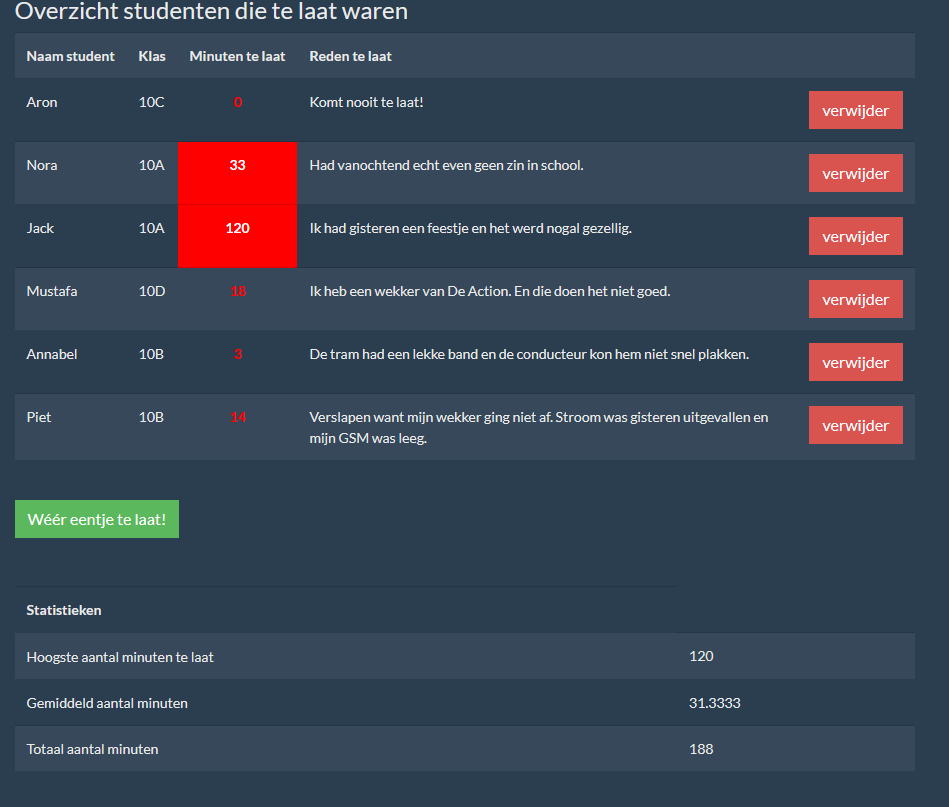 Overzicht studenten die te laat waren
Naam student Klas Minuten te laat Reden te laat
Aron 10C 0 Komt nooit te laat! verwijder
Nora 10A 33 Had vanochtend echt even geen zin in school. verwijder
Jack 10A 120 Ik had gisteren een feestje en het werd nogal gezellig. verwijder
Mustafa 10D 18 Ik heb een wekker van De Action. En die doen het niet goed. verwijder
Annabel 10B 3 De tram had een lekke band en de conducteur kon hem niet snel plakken. verwijder
Piet 10B 14 Verslapen want mijn wekker ging niet af. Stroom was gisteren uitgevallen en verwijder
mijn GSM was leeg.
Wéér eentje te laat!
Statistieken
Hoogste aantal minuten te laat 120
Gemiddeld aantal minuten 31.3333
Totaal aantal minuten 188